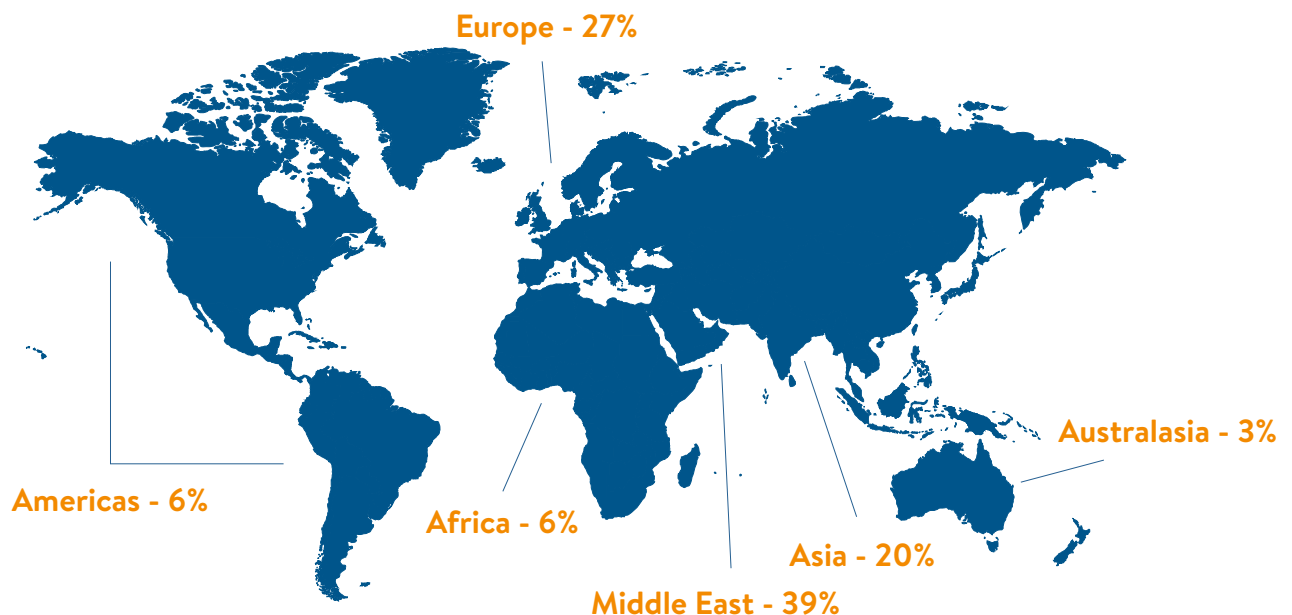 Europe - 27%
Australasia - 3%
Americas - 6%
Africa - 6%
Asia - 20%
Middle East - 39%